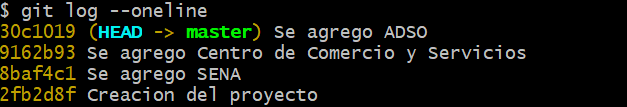 $ git log --oneline
30c1019 (HEAD -> master) Se agrego ADSO
9162b93 Se agrego Centro de Comercio y Servicios
8baf4c1 Se agrego SENA
2fb2d8f Creacion del proyecto